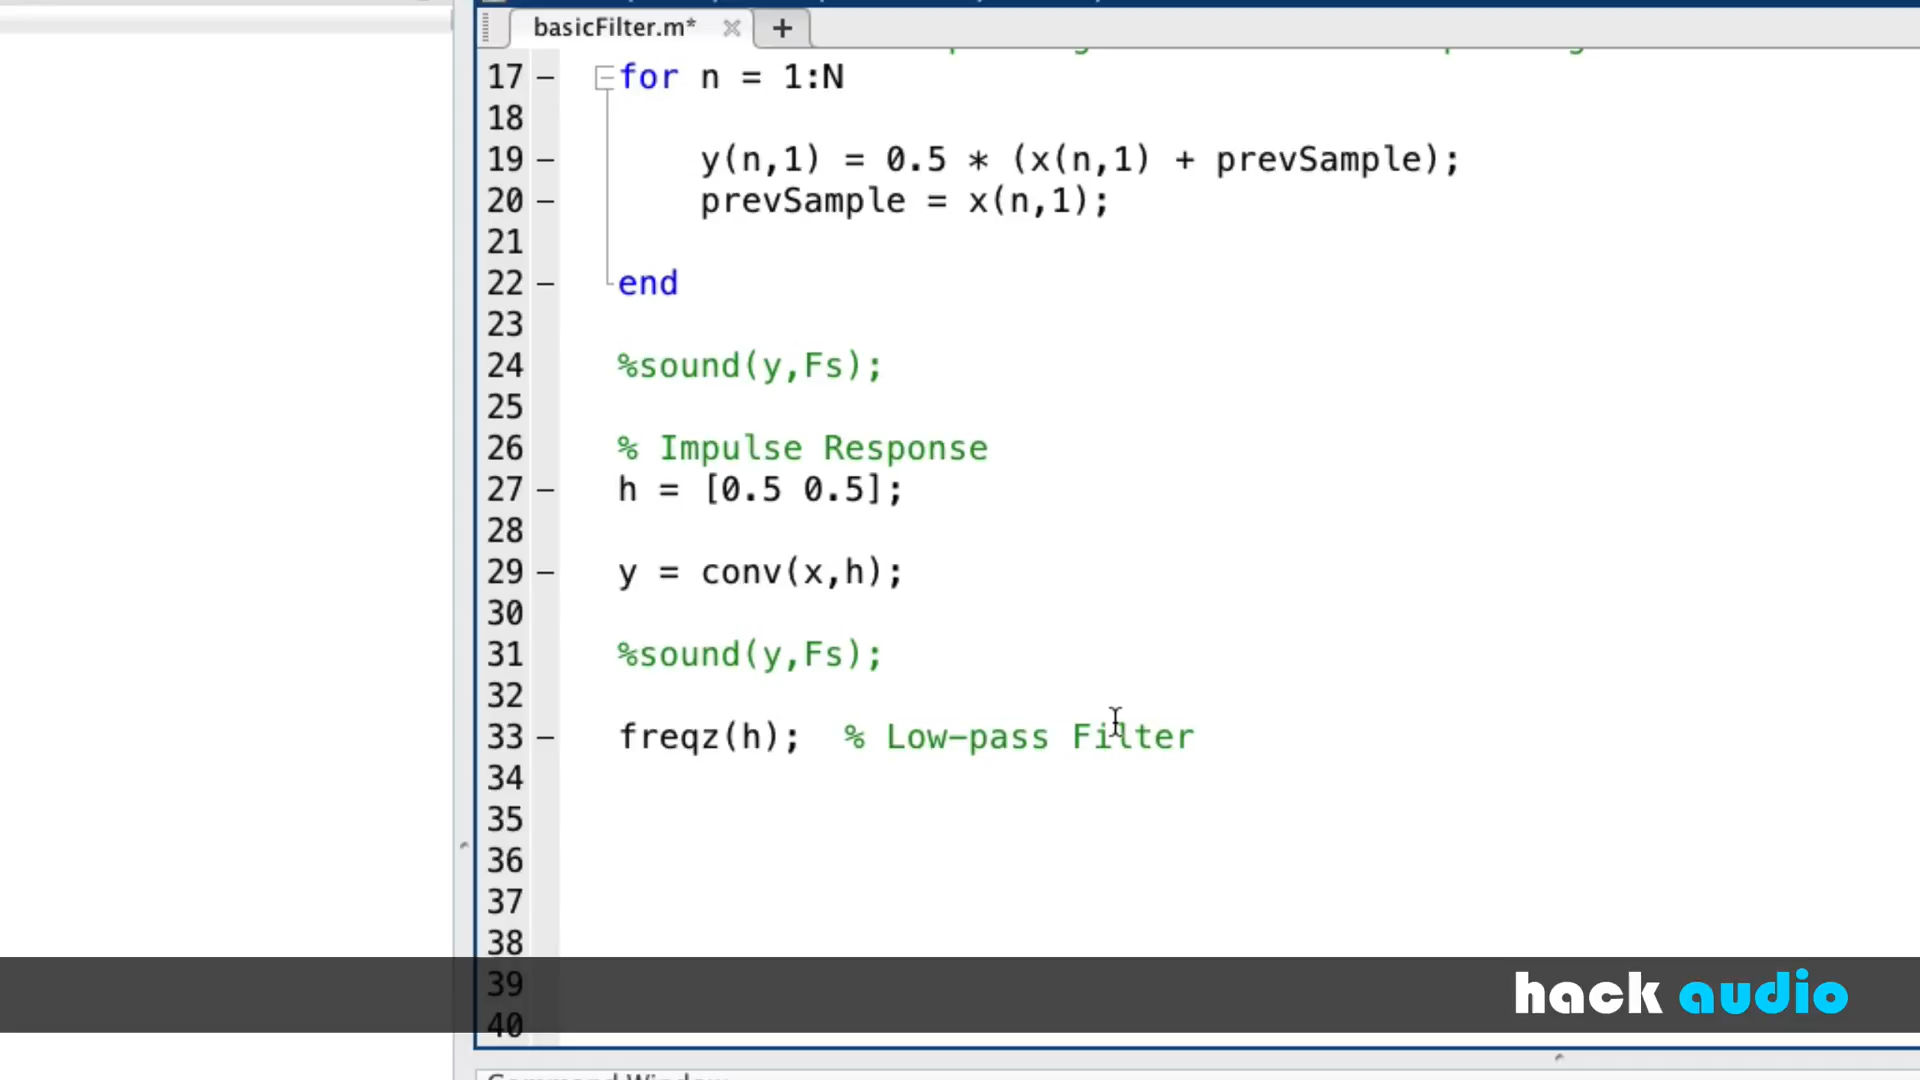 basicFilter.m* × +
17 – for n = 1:N
18
19 – y(n,1) = 0.5 * (x(n,1) + prevSample);
20 – prevSample = x(n,1);
21
22 – end
23
24 %sound(y,Fs);
25
26 % Impulse Response
27 – h = [0.5 0.5];
28
29 – y = conv(x,h);
30
31 %sound(y,Fs);
32
33 – freqz(h); % Low-pass Filter
34
35
36
37
38
39
40
hack audio
Command Window